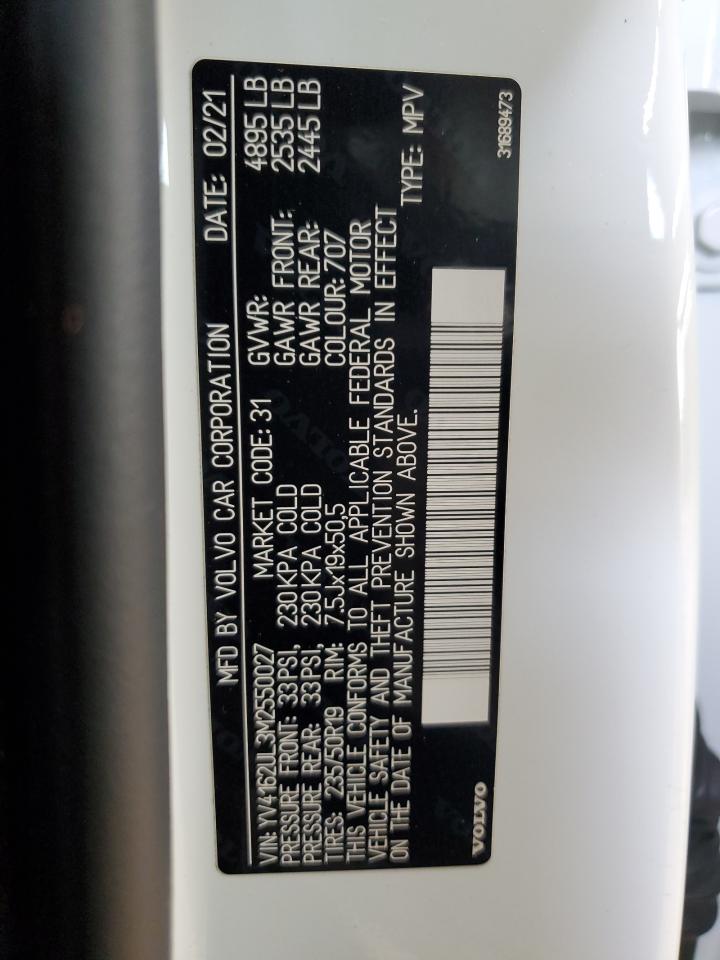 MFD BY VOLVO CAR CORPORATION DATE: 02/21
VIN: YV4162UL3M2550027 MARKET CODE: 31 GVWR: 4895 LB
PRESSURE FRONT: 33PSI, 230KPA COLD GAWR FRONT: 2535 LB
PRESSURE REAR: 33PSI, 230KPA COLD GAWR REAR: 2445 LB
TIRES: 235/50R19 RIM: 7.5Jx19x50,5 COLOUR: 707
THIS VEHICLE CONFORMS TO ALL APPLICABLE FEDERAL MOTOR
VEHICLE SAFETY AND THEFT PREVENTION STANDARDS IN EFFECT
ON THE DATE OF MANUFACTURE SHOWN ABOVE. TYPE: MPV
VOLVO 31689473